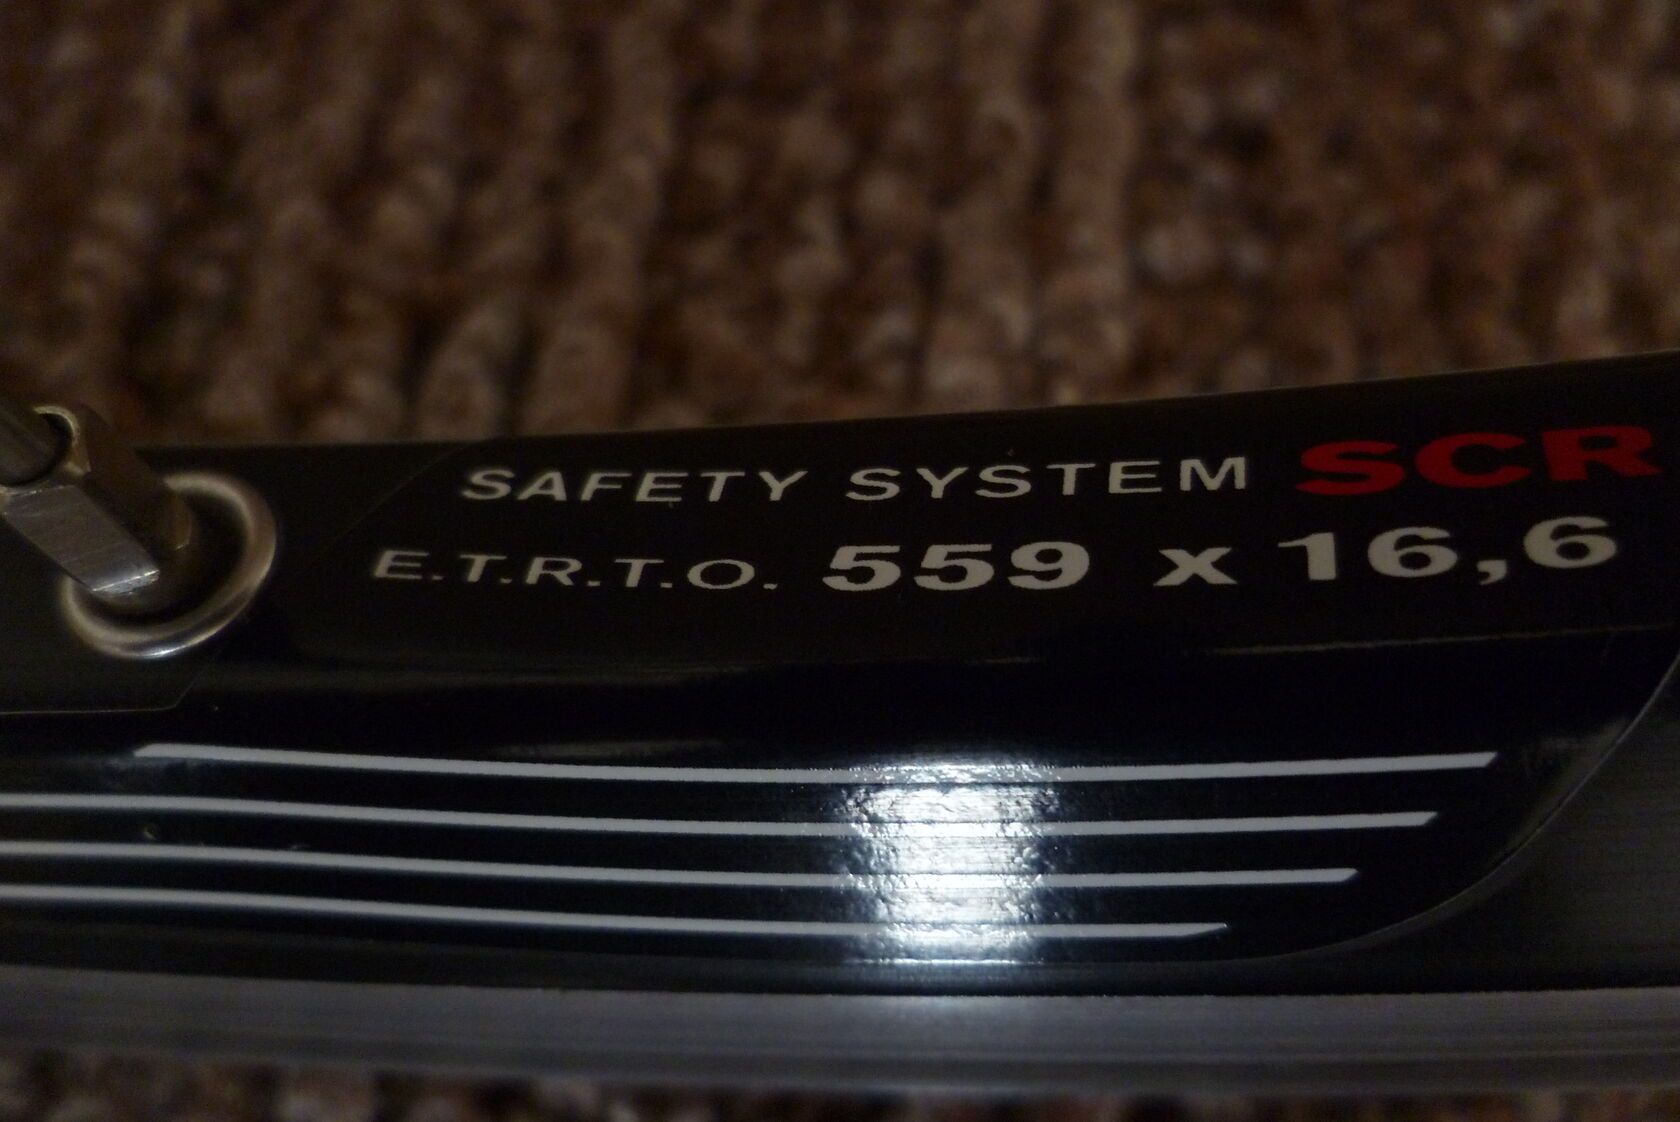 SAFETY SYSTEM SCR
E.T.R.T.O. 559 x 16,6